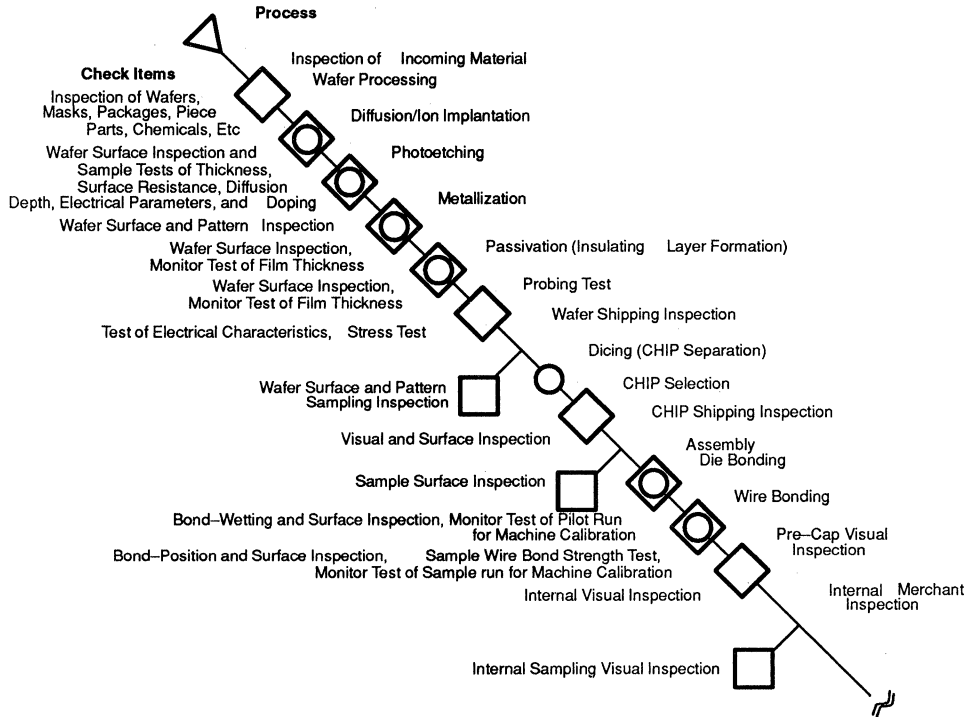 Process
Inspection of Incoming Material
Wafer Processing
Check Items
Inspection of Wafers,
Masks, Packages, Piece
Parts, Chemicals, Etc
Diffusion/Ion Implantation
Wafer Surface Inspection and
Sample Tests of Thickness,
Surface Resistance, Diffusion
Depth, Electrical Parameters, and Doping
Photoetching
Wafer Surface and Pattern Inspection
Metallization
Wafer Surface Inspection,
Monitor Test of Film Thickness
Passivation (Insulating Layer Formation)
Wafer Surface Inspection,
Monitor Test of Film Thickness
Probing Test
Test of Electrical Characteristics, Stress Test
Wafer Shipping Inspection
Wafer Surface and Pattern
Sampling Inspection
Dicing (CHIP Separation)
CHIP Selection
Visual and Surface Inspection
CHIP Shipping Inspection
Sample Surface Inspection
Assembly
Die Bonding
Bond–Wetting and Surface Inspection, Monitor Test of Pilot Run
for Machine Calibration
Wire Bonding
Bond–Position and Surface Inspection, Sample Wire Bond Strength Test,
Monitor Test of Sample run for Machine Calibration
Pre–Cap Visual
Inspection
Internal Visual Inspection
Internal Merchant
Inspection
Internal Sampling Visual Inspection